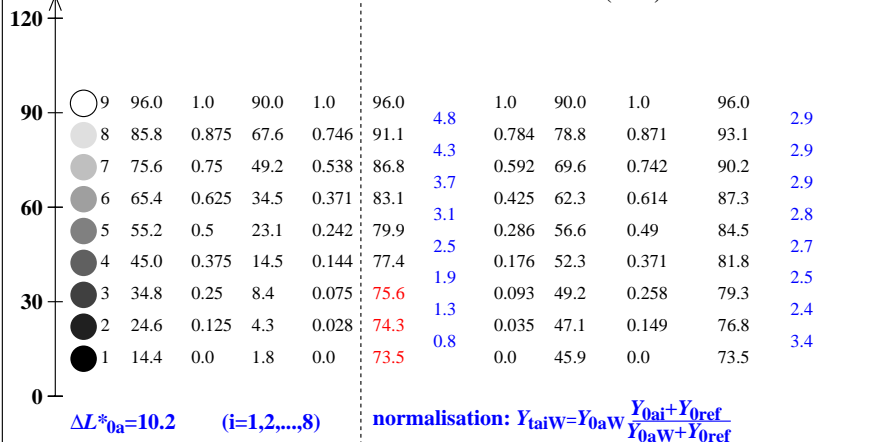 120
9 96.0 1.0 90.0 1.0 96.0 1.0 90.0 1.0 96.0
90
4.8 2.9
8 85.8 0.875 67.6 0.746 91.1 0.784 78.8 0.871 93.1
4.3 2.9
7 75.6 0.75 49.2 0.538 86.8 0.592 69.6 0.742 90.2
3.7 2.9
6 65.4 0.625 34.5 0.371 83.1 0.425 62.3 0.614 87.3
60
3.1 2.8
5 55.2 0.5 23.1 0.242 79.9 0.286 56.6 0.49 84.5
2.5 2.7
4 45.0 0.375 14.5 0.144 77.4 0.176 52.3 0.371 81.8
1.9 2.5
3 34.8 0.25 8.4 0.075 75.6 0.093 49.2 0.258 79.3
30
1.3 2.4
2 24.6 0.125 4.3 0.028 74.3 0.035 47.1 0.149 76.8
0.8 3.4
1 14.4 0.0 1.8 0.0 73.5 0.0 45.9 0.0 73.5
0
ΔL*0a=10.2 (i=1,2,...,8) normalisation: YtaiW=Y0aW Y0ai+Y0ref
Y0aW+Y0ref